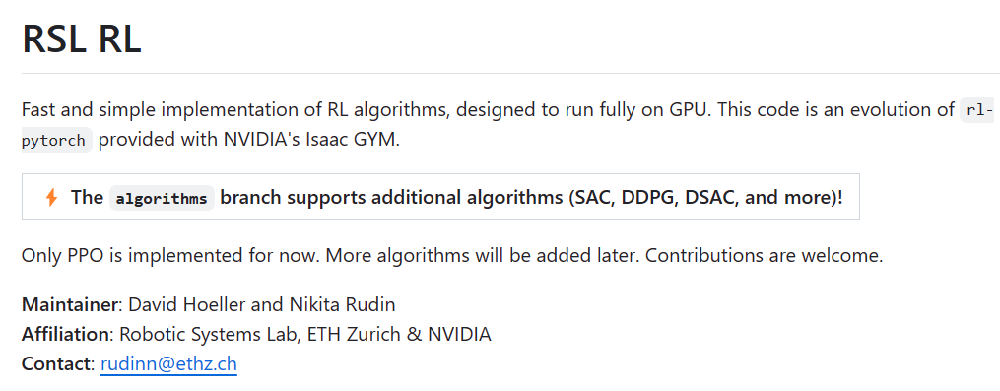 RSL RL
Fast and simple implementation of RL algorithms, designed to run fully on GPU. This code is an evolution of rl-
pytorch provided with NVIDIA's Isaac GYM.
⚡ The algorithms branch supports additional algorithms (SAC, DDPG, DSAC, and more)!
Only PPO is implemented for now. More algorithms will be added later. Contributions are welcome.
Maintainer: David Hoeller and Nikita Rudin
Affiliation: Robotic Systems Lab, ETH Zurich & NVIDIA
Contact: rudinn@ethz.ch